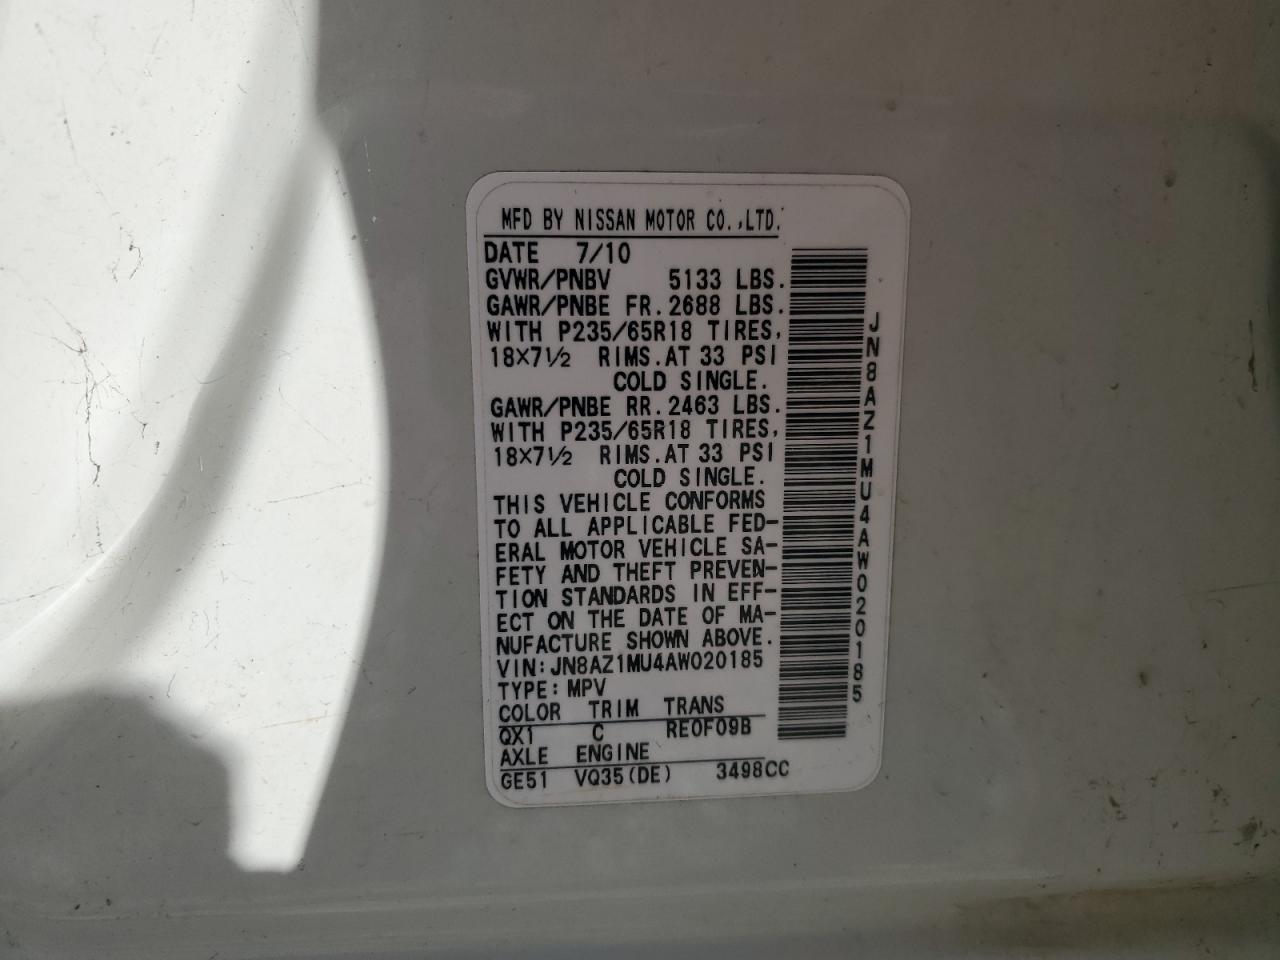 MFD BY NISSAN MOTOR CO.,LTD.
DATE 7/10
GVWR/PNBV 5133 LBS.
GAWR/PNBE FR.2688 LBS.
WITH P235/65R18 TIRES,
18×7½ RIMS.AT 33 PSI
COLD SINGLE.
GAWR/PNBE RR.2463 LBS.
WITH P235/65R18 TIRES,
18×7½ RIMS.AT 33 PSI
COLD SINGLE.
THIS VEHICLE CONFORMS
TO ALL APPLICABLE FED-
ERAL MOTOR VEHICLE SA-
FETY AND THEFT PREVEN-
TION STANDARDS IN EFF-
ECT ON THE DATE OF MA-
NUFACTURE SHOWN ABOVE.
VIN:JN8AZ1MU4AW020185
TYPE:MPV
COLOR TRIM TRANS
QX1 C RE0F09B
AXLE ENGINE
GE51 VQ35(DE) 3498CC
JN8AZ1MU4AW020185